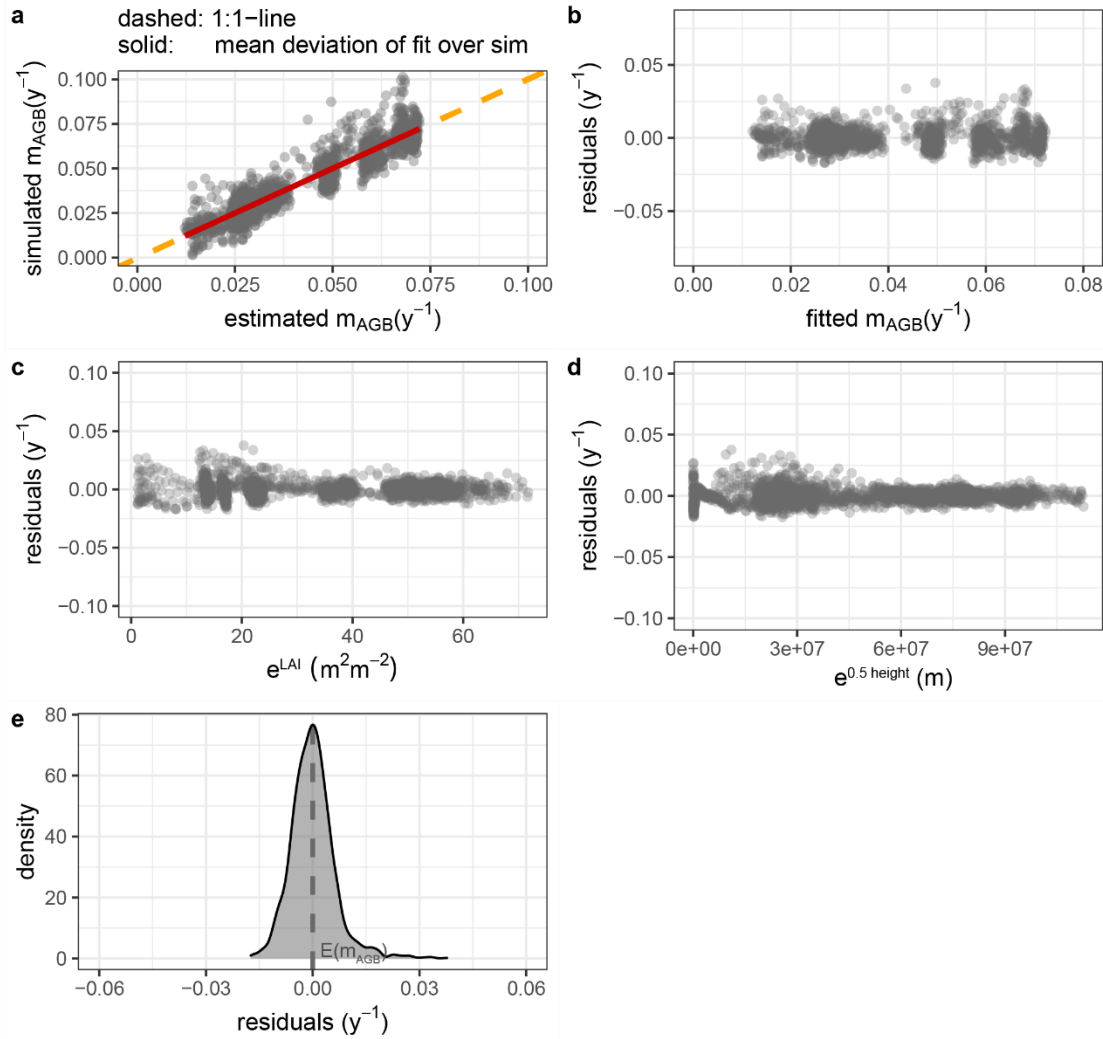 a
dashed: 1:1−line
solid: mean deviation of fit over sim
0.100
0.075
0.050
0.025
0.000
simulated mAGB(y−1)
0.000 0.025 0.050 0.075 0.100
estimated mAGB(y−1)
b
0.05
0.00
−0.05
residuals (y−1)
0.00 0.02 0.04 0.06 0.08
fitted mAGB(y−1)
c
0.10
0.05
0.00
−0.05
−0.10
residuals (y−1)
0 20 40 60
eLAI (m2m−2)
d
0.10
0.05
0.00
−0.05
−0.10
residuals (y−1)
0e+00 3e+07 6e+07 9e+07
e0.5 height (m)
e
80
60
40
20
0
density
E(mAGB)
−0.06 −0.03 0.00 0.03 0.06
residuals (y−1)